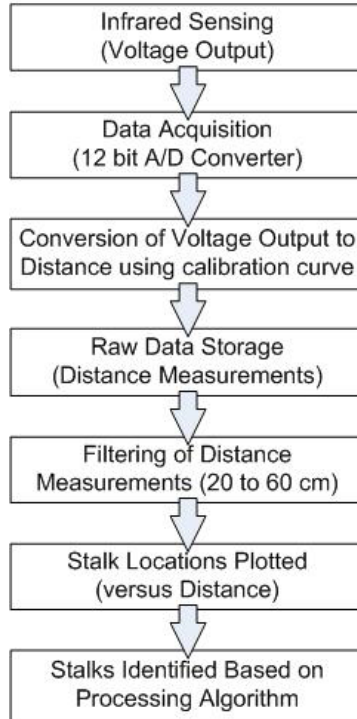 Infrared Sensing
(Voltage Output)
Data Acquisition
(12 bit A/D Converter)
Conversion of Voltage Output to
Distance using calibration curve
Raw Data Storage
(Distance Measurements)
Filtering of Distance
Measurements (20 to 60 cm)
Stalk Locations Plotted
(versus Distance)
Stalks Identified Based on
Processing Algorithm